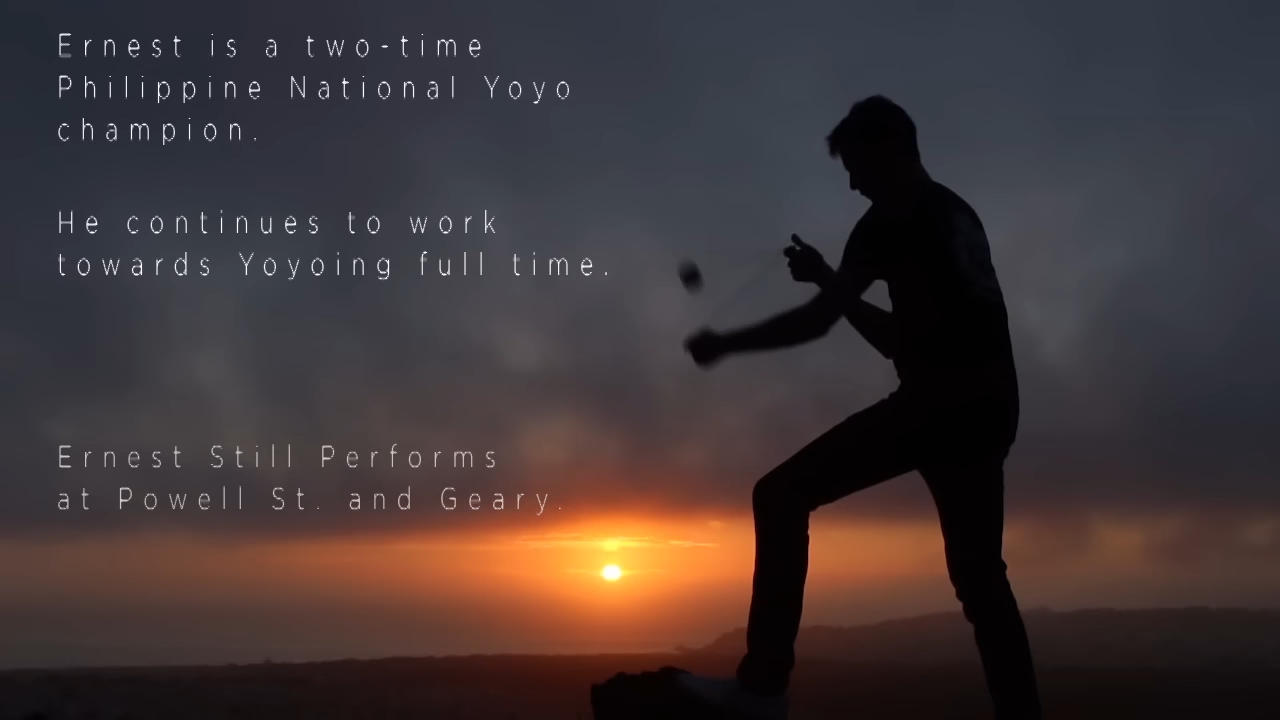 Ernest is a two-time
Philippine National Yoyo
champion.
He continues to work
towards Yoyoing full time.
Ernest Still Performs
at Powell St. and Geary.